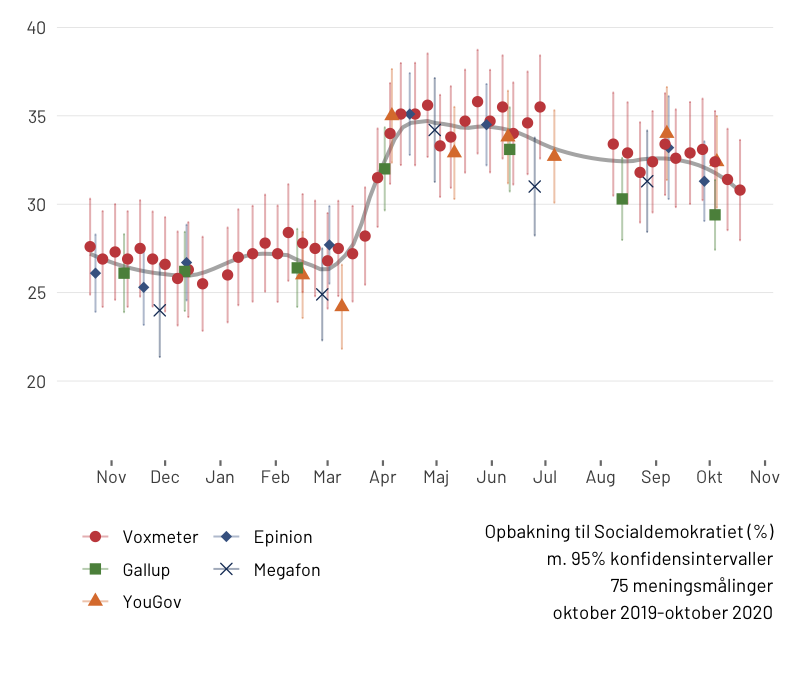 40
35
30
25
20
Nov Dec Jan Feb Mar Apr Maj Jun Jul Aug Sep Okt Nov
Voxmeter Epinion
Gallup Megafon
YouGov
Opbakning til Socialdemokratiet (%)
m. 95% konfidensintervaller
75 meningsmålinger
oktober 2019-oktober 2020